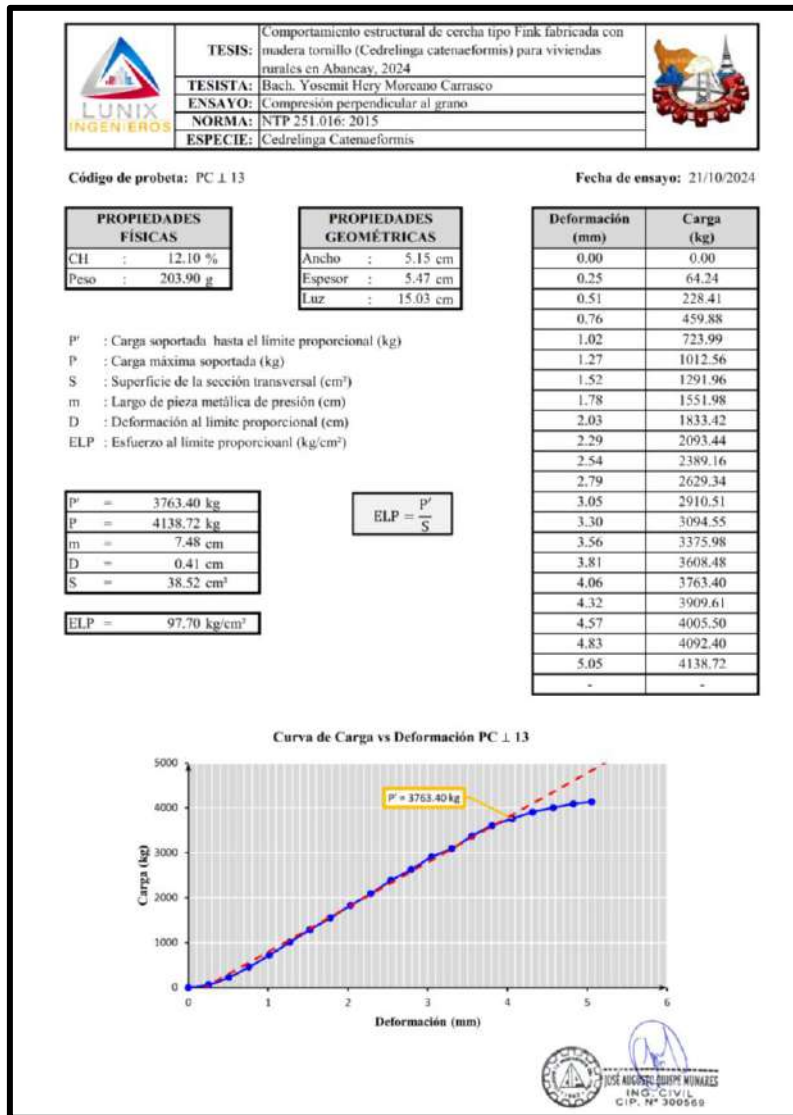 LUNIX
INGENIEROS
TESIS: Comportamiento estructural de cercha tipo Fink fabricada con
madera tornillo (Cedrelinga catenaeformis) para viviendas
rurales en Abancay, 2024
TESISTA: Bach. Yosemit Hery Moreano Carrasco
ENSAYO: Compresión perpendicular al grano
NORMA: NTP 251.016: 2015
ESPECIE: Cedrelinga Catenaeformis
Código de probeta: PC ⊥ 13
Fecha de ensayo: 21/10/2024
PROPIEDADES
FÍSICAS
CH : 12.10 %
Peso : 203.90 g
PROPIEDADES
GEOMÉTRICAS
Ancho : 5.15 cm
Espesor : 5.47 cm
Luz : 15.03 cm
P' : Carga soportada hasta el límite proporcional (kg)
P : Carga máxima soportada (kg)
S : Superficie de la sección transversal (cm²)
m : Largo de pieza metálica de presión (cm)
D : Deformación al límite proporcional (cm)
ELP : Esfuerzo al límite proporcioanl (kg/cm²)
P' = 3763.40 kg
P = 4138.72 kg
m = 7.48 cm
D = 0.41 cm
S = 38.52 cm²
ELP = 97.70 kg/cm²
ELP = P'/S
Deformación (mm) Carga (kg)
0.00 0.00
0.25 64.24
0.51 228.41
0.76 459.88
1.02 723.99
1.27 1012.56
1.52 1291.96
1.78 1551.98
2.03 1833.42
2.29 2093.44
2.54 2389.16
2.79 2629.34
3.05 2910.51
3.30 3094.55
3.56 3375.98
3.81 3608.48
4.06 3763.40
4.32 3909.61
4.57 4005.50
4.83 4092.40
5.05 4138.72
- -
Curva de Carga vs Deformación PC ⊥ 13
Carga (kg)
5000
4000
3000
2000
1000
0
P' = 3763.40 kg
0 1 2 3 4 5 6
Deformación (mm)
JOSÉ AUGUSTO QUISPE MUNARES
ING. CIVIL
CIP. N° 300569